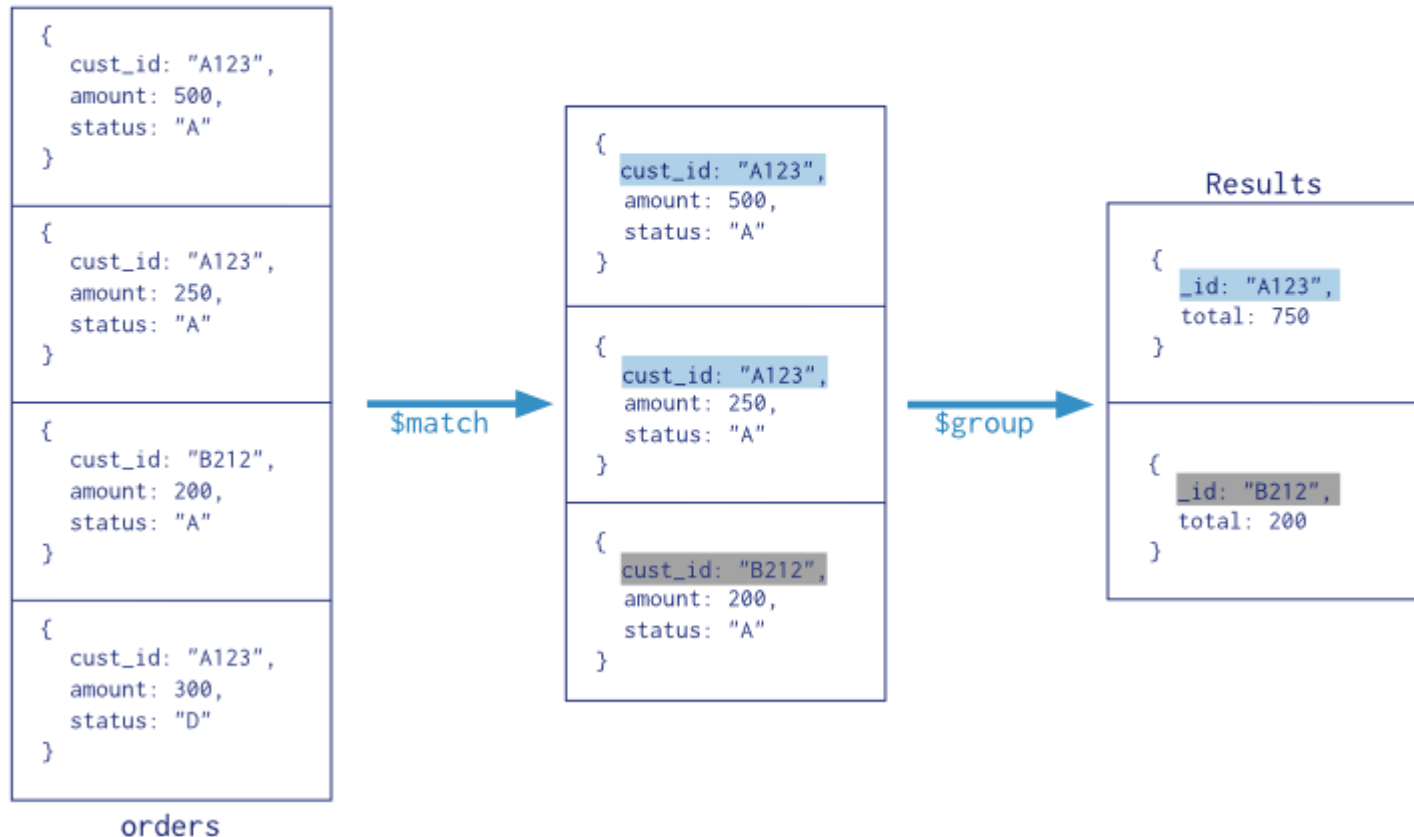 {
cust_id: "A123",
amount: 500,
status: "A"
}
{
cust_id: "A123",
amount: 250,
status: "A"
}
{
cust_id: "B212",
amount: 200,
status: "A"
}
{
cust_id: "A123",
amount: 300,
status: "D"
}
orders
$match
{
cust_id: "A123",
amount: 500,
status: "A"
}
{
cust_id: "A123",
amount: 250,
status: "A"
}
{
cust_id: "B212",
amount: 200,
status: "A"
}
$group
Results
{
_id: "A123",
total: 750
}
{
_id: "B212",
total: 200
}